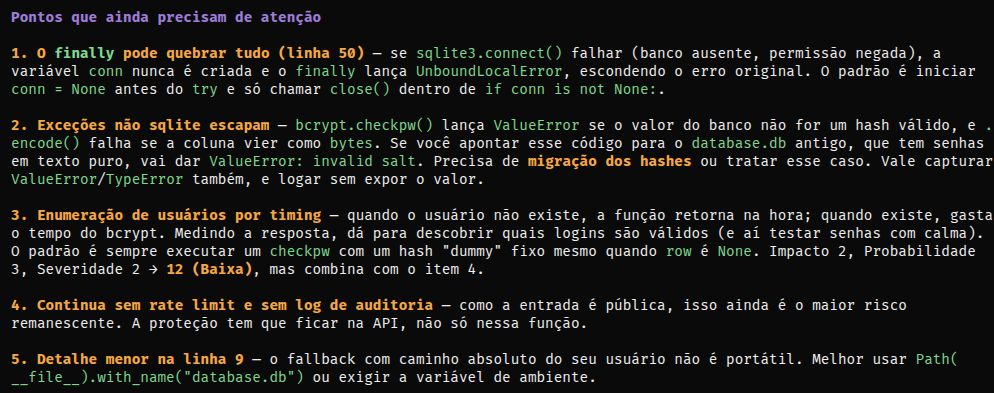 Pontos que ainda precisam de atenção
1. O finally pode quebrar tudo (linha 50) — se sqlite3.connect() falhar (banco ausente, permissão negada), a
variável conn nunca é criada e o finally lança UnboundLocalError, escondendo o erro original. O padrão é iniciar
conn = None antes do try e só chamar close() dentro de if conn is not None:.
2. Exceções não sqlite escapam — bcrypt.checkpw() lança ValueError se o valor do banco não for um hash válido, e .
encode() falha se a coluna vier como bytes. Se você apontar esse código para o database.db antigo, que tem senhas
em texto puro, vai dar ValueError: invalid salt. Precisa de migração dos hashes ou tratar esse caso. Vale capturar
ValueError/TypeError também, e logar sem expor o valor.
3. Enumeração de usuários por timing — quando o usuário não existe, a função retorna na hora; quando existe, gasta
o tempo do bcrypt. Medindo a resposta, dá para descobrir quais logins são válidos (e aí testar senhas com calma).
O padrão é sempre executar um checkpw com um hash "dummy" fixo mesmo quando row é None. Impacto 2, Probabilidade
3, Severidade 2 → 12 (Baixa), mas combina com o item 4.
4. Continua sem rate limit e sem log de auditoria — como a entrada é pública, isso ainda é o maior risco
remanescente. A proteção tem que ficar na API, não só nessa função.
5. Detalhe menor na linha 9 — o fallback com caminho absoluto do seu usuário não é portátil. Melhor usar Path(
__file__).with_name("database.db") ou exigir a variável de ambiente.